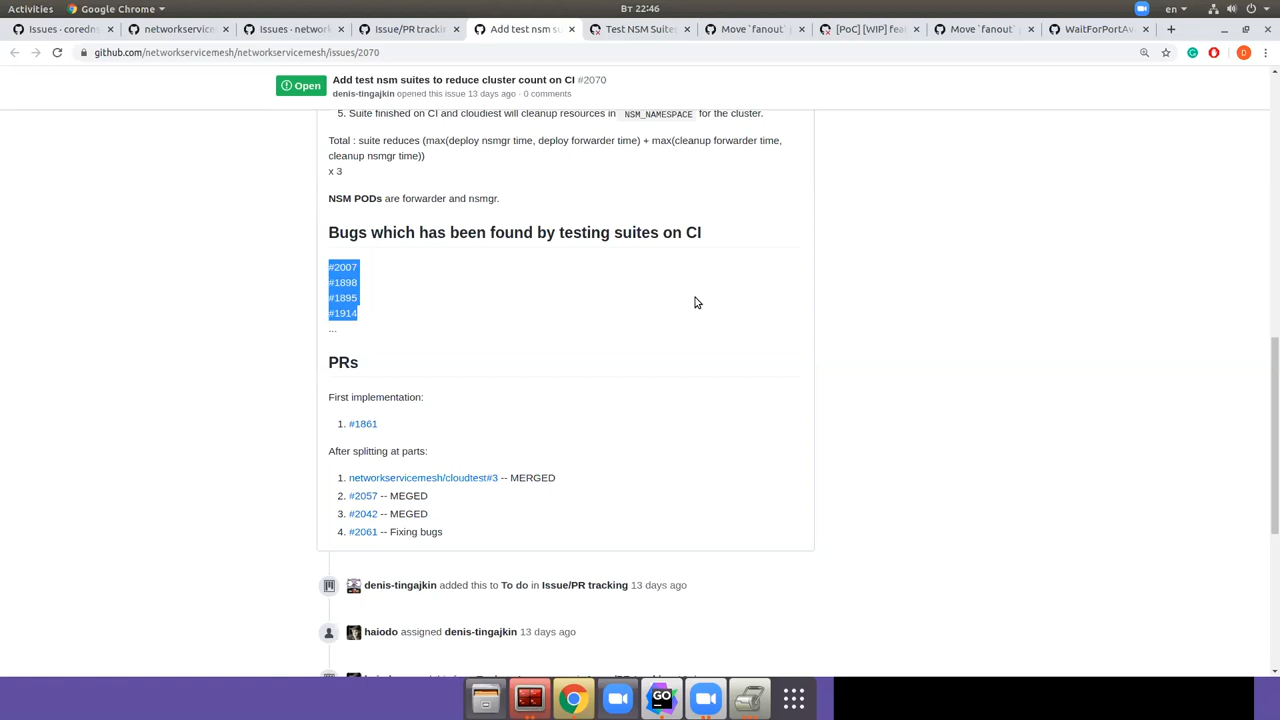 Activities
Google Chrome
Вт 22:46
en
Issues · coredns
networkservicem
Issues · networks
Issue/PR tracking
Add test nsm su
Test NSM Suites
Move `fanout` p
[PoC] [WIP] feat
Move `fanout` p
WaitForPortAv
github.com/networkservicemesh/networkservicemesh/issues/2070
D
Open
Add test nsm suites to reduce cluster count on CI #2070
denis-tingajkin opened this issue 13 days ago · 0 comments
5. Suite finished on CI and cloudiest will cleanup resources in NSM_NAMESPACE for the cluster.
Total : suite reduces (max(deploy nsmgr time, deploy forwarder time) + max(cleanup forwarder time,
cleanup nsmgr time))
x 3
NSM PODs are forwarder and nsmgr.
Bugs which has been found by testing suites on CI
#2007
#1898
#1895
#1914
...
PRs
First implementation:
1. #1861
After splitting at parts:
1. networkservicemesh/cloudtest#3 -- MERGED
2. #2057 -- MEGED
3. #2042 -- MEGED
4. #2061 -- Fixing bugs
denis-tingajkin added this to To do in Issue/PR tracking 13 days ago
haiodo assigned denis-tingajkin 13 days ago
GO